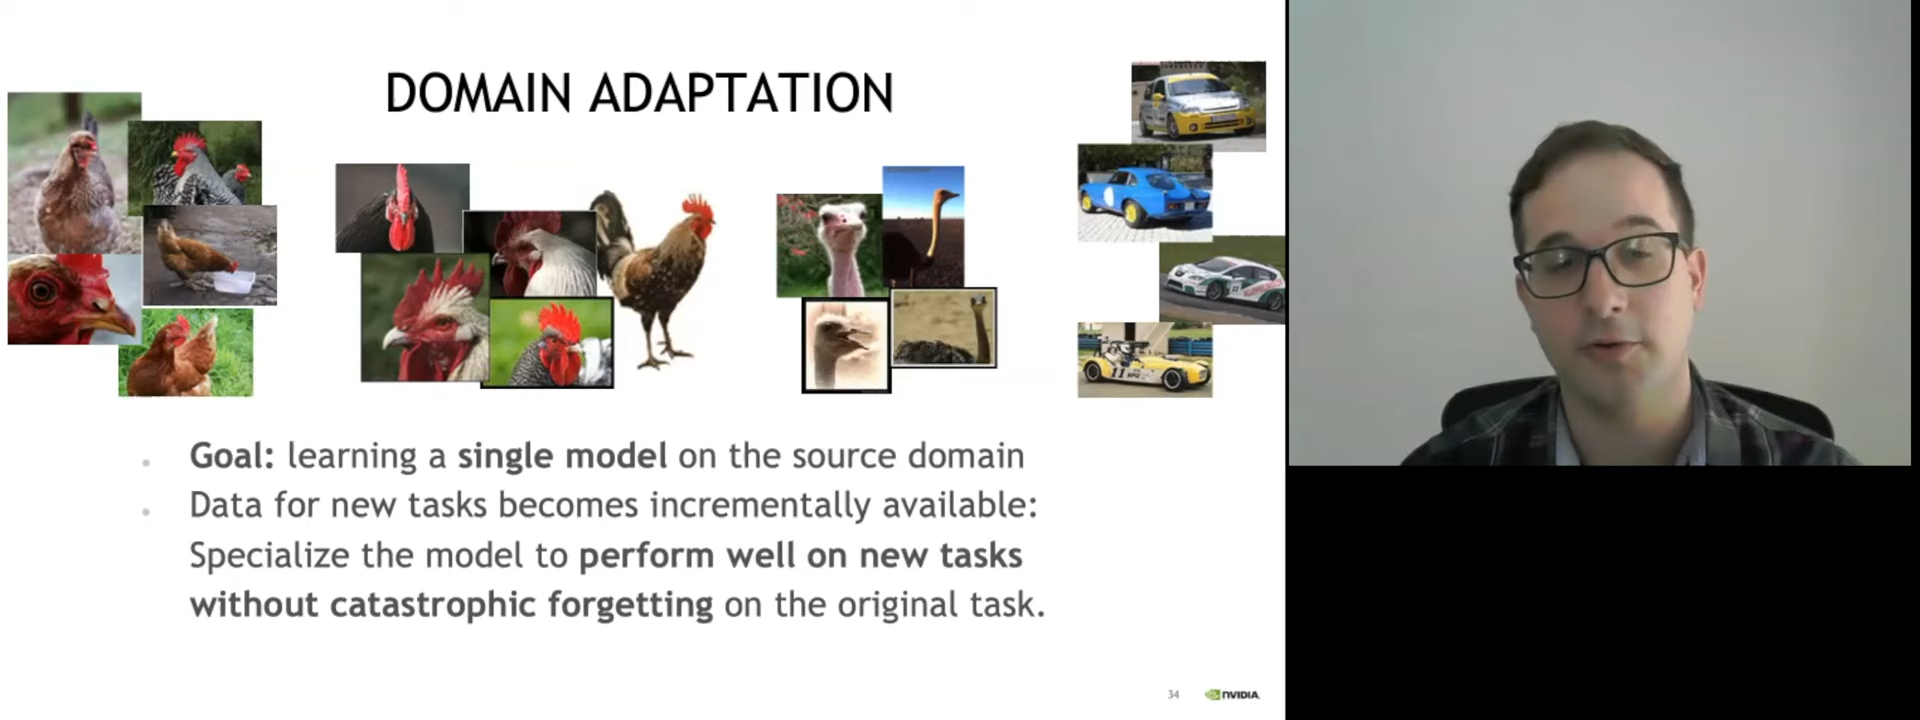 DOMAIN ADAPTATION
Goal: learning a single model on the source domain
Data for new tasks becomes incrementally available:
Specialize the model to perform well on new tasks
without catastrophic forgetting on the original task.
11
34
NVIDIA